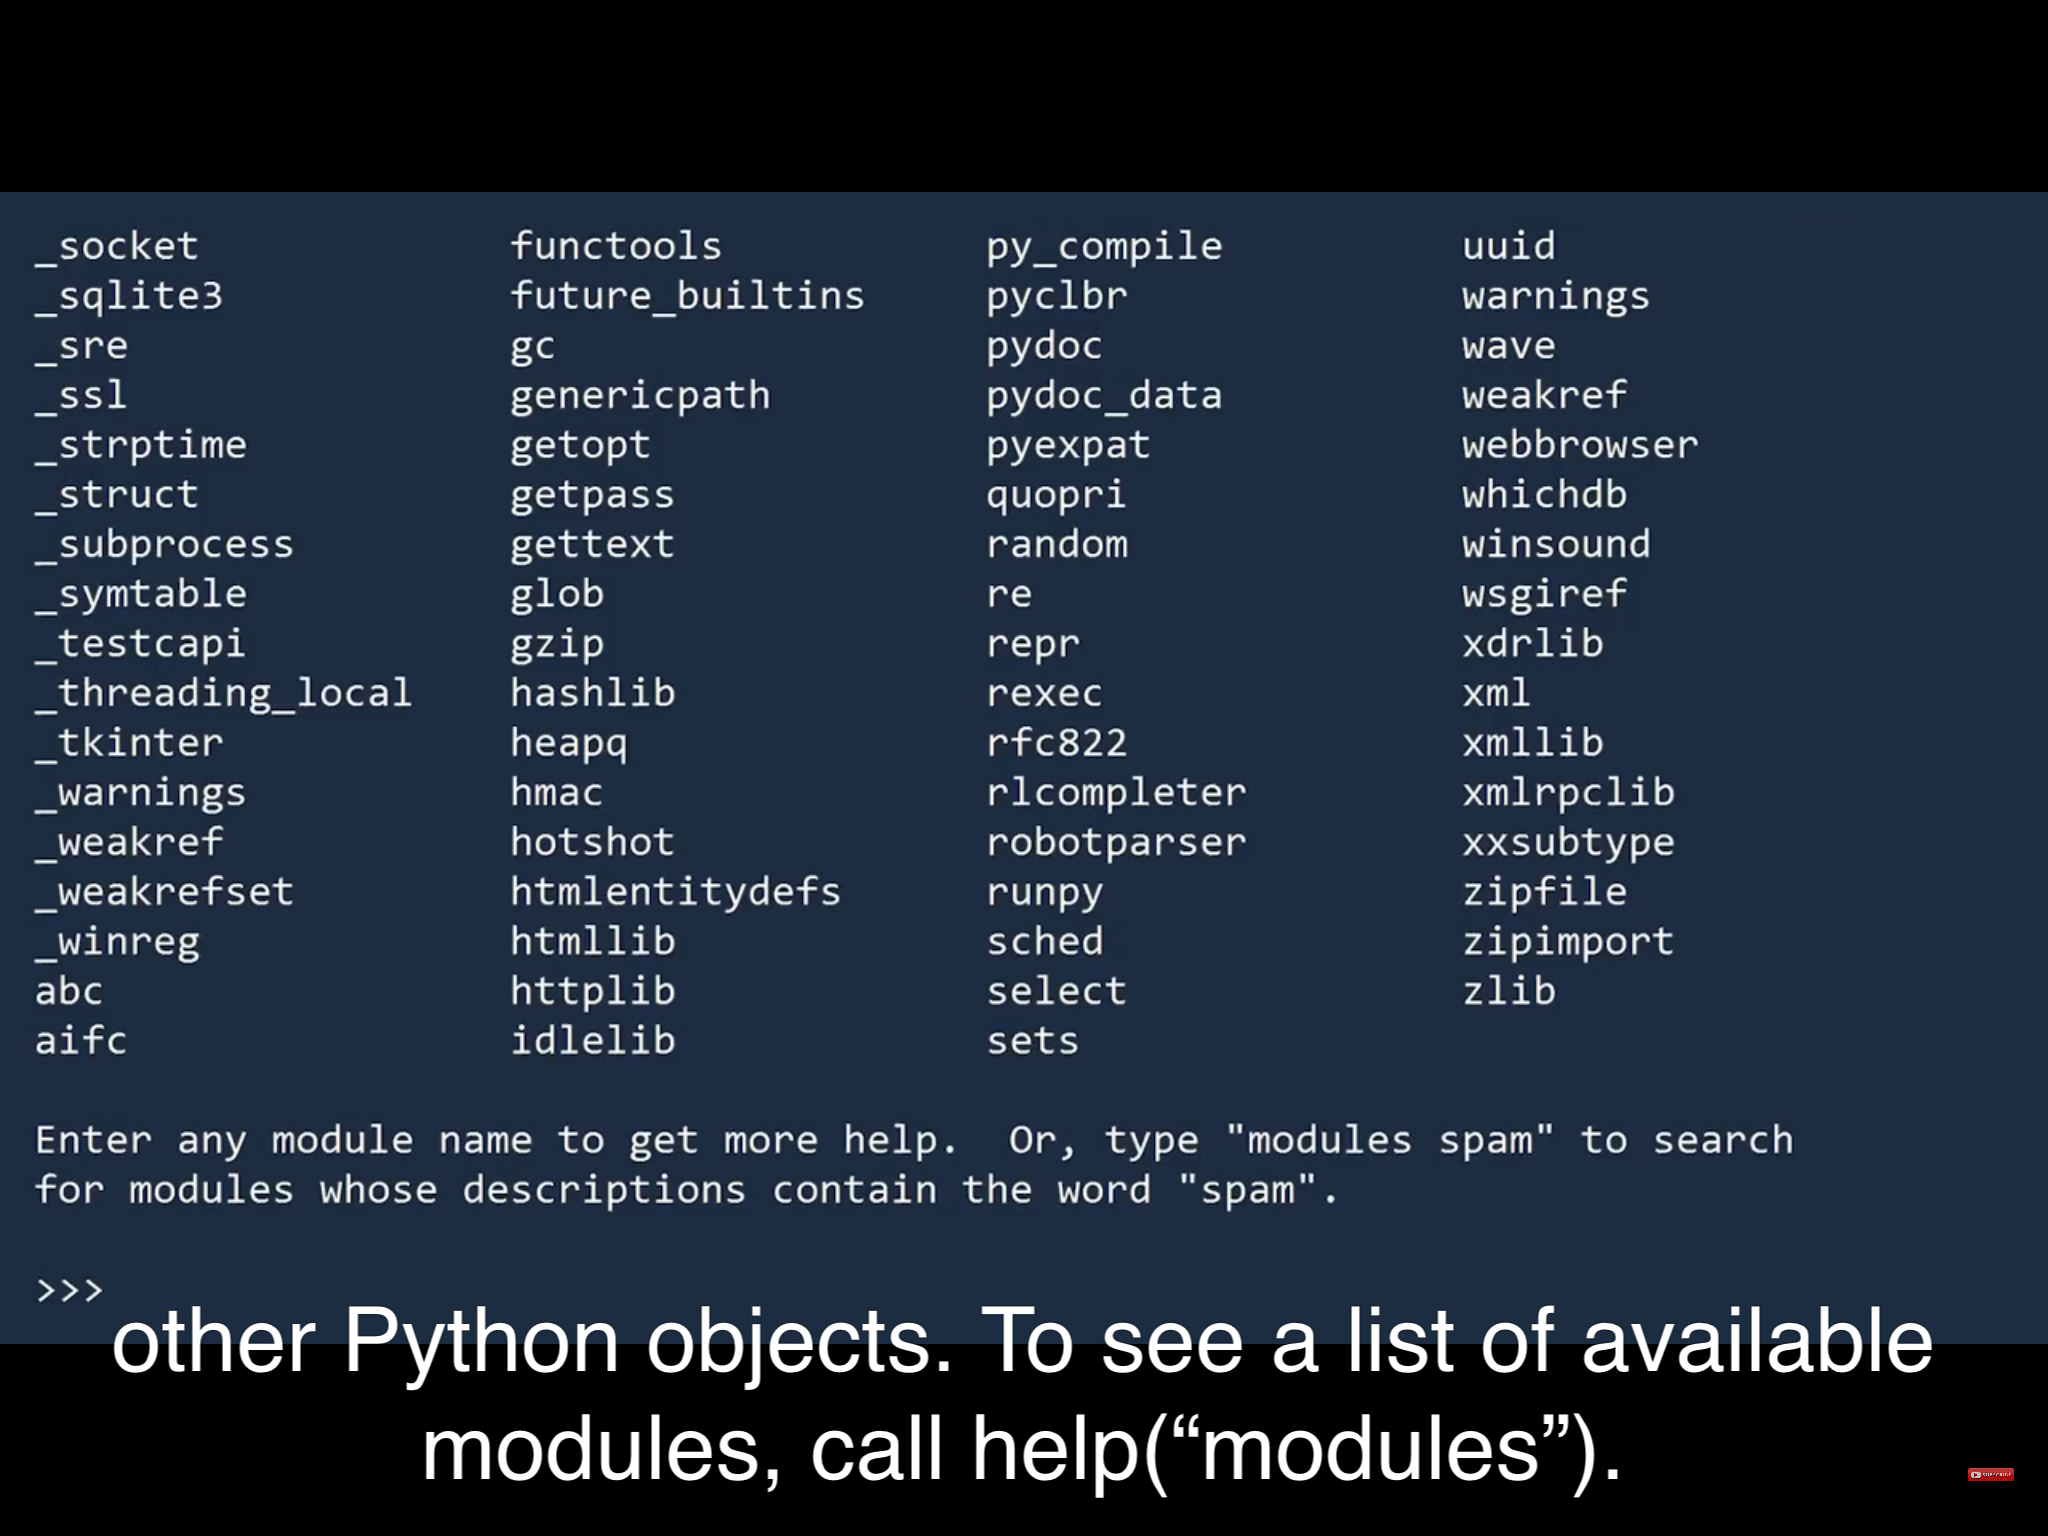 _socket functools py_compile uuid
_sqlite3 future_builtins pyclbr warnings
_sre gc pydoc wave
_ssl genericpath pydoc_data weakref
_strptime getopt pyexpat webbrowser
_struct getpass quopri whichdb
_subprocess gettext random winsound
_symtable glob re wsgiref
_testcapi gzip repr xdrlib
_threading_local hashlib rexec xml
_tkinter heapq rfc822 xmllib
_warnings hmac rlcompleter xmlrpclib
_weakref hotshot robotparser xxsubtype
_weakrefset htmlentitydefs runpy zipfile
_winreg htmllib sched zipimport
abc httplib select zlib
aifc idlelib sets
Enter any module name to get more help.  Or, type "modules spam" to search
for modules whose descriptions contain the word "spam".
>>>
other Python objects. To see a list of available
modules, call help(“modules”).
SUBSCRIBE